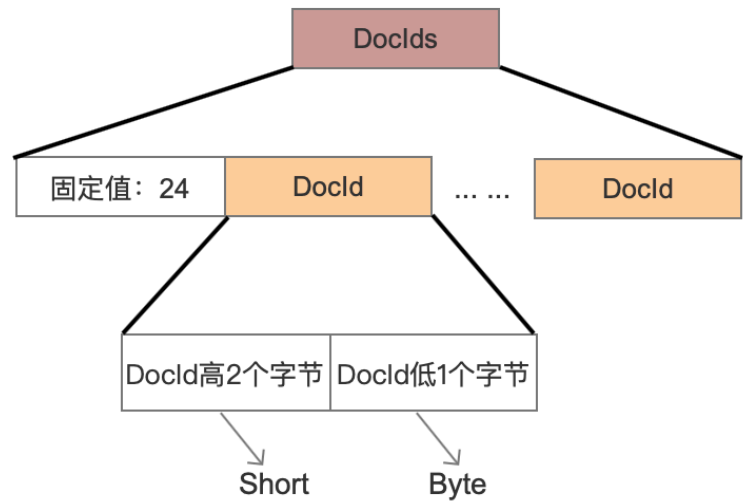 DocIds
固定值：24
DocId
... ...
DocId
DocId高2个字节
DocId低1个字节
Short
Byte